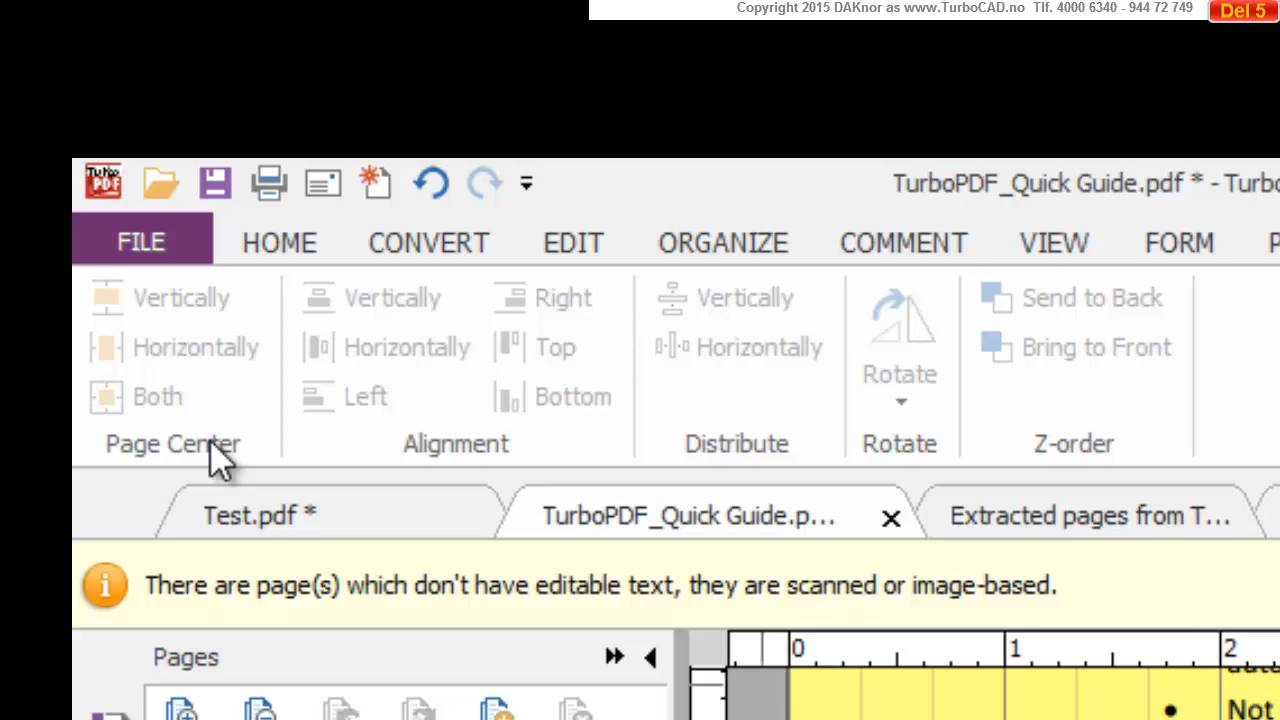 Copyright 2015 DAKnor as www.TurboCAD.no Tlf. 4000 6340 - 944 72 749
Del 5
Turbo PDF
TurboPDF_Quick Guide.pdf * - Turbo
FILE HOME CONVERT EDIT ORGANIZE COMMENT VIEW FORM P
Vertically Vertically Right Vertically Send to Back
Horizontally Horizontally Top Horizontally Bring to Front
Rotate
Both Left Bottom
Page Center Alignment Distribute Rotate Z-order
Test.pdf * TurboPDF_Quick Guide.p... Extracted pages from T...
There are page(s) which don't have editable text, they are scanned or image-based.
Pages
0 1 2
Not